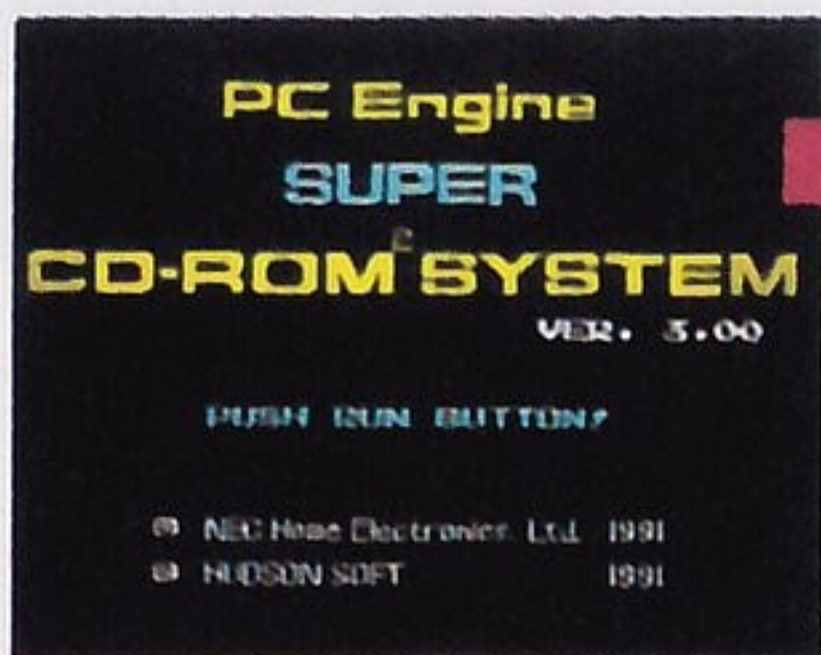 PC Engine
SUPER
CD-ROM² SYSTEM
VER. 3.00
PUSH RUN BUTTON!
© NEC Home Electronics, Ltd. 1991
© HUDSON SOFT 1991